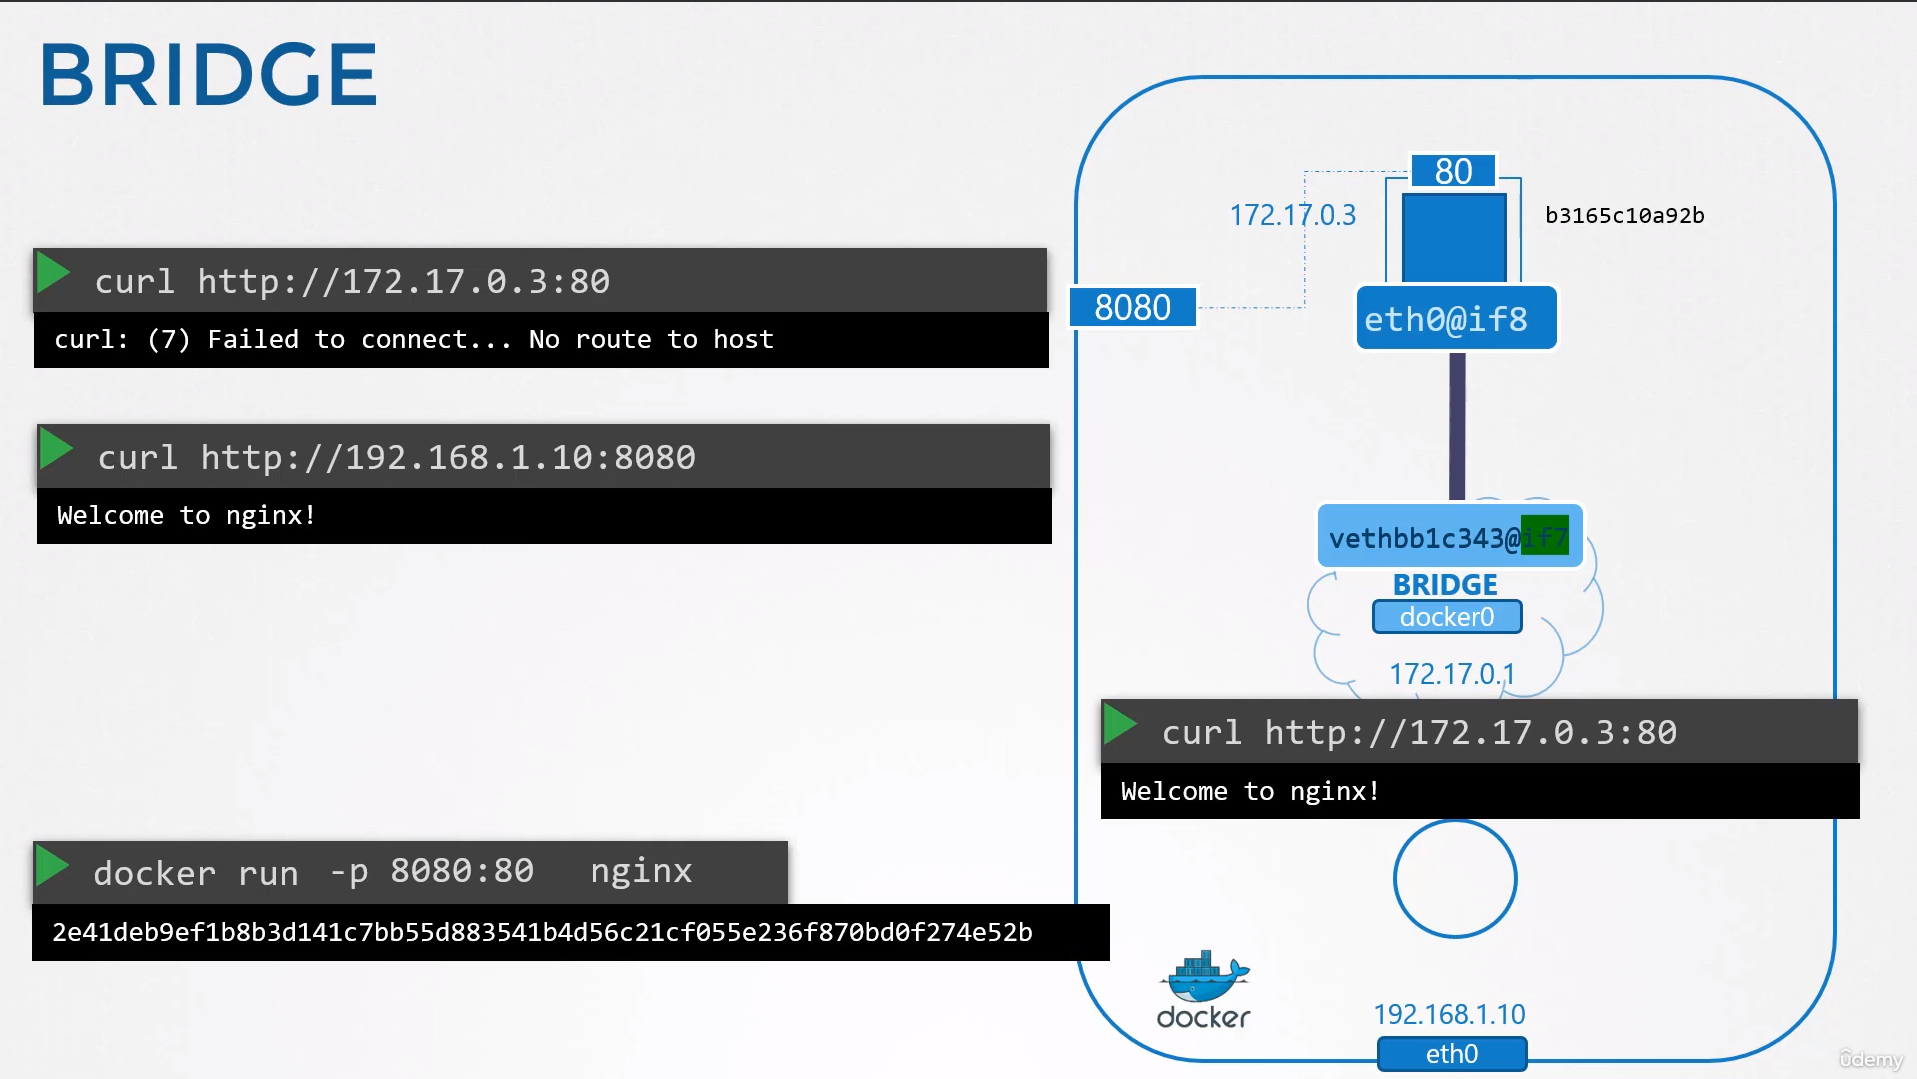 BRIDGE
curl http://172.17.0.3:80
curl: (7) Failed to connect... No route to host
curl http://192.168.1.10:8080
Welcome to nginx!
docker run -p 8080:80 nginx
2e41deb9ef1b8b3d141c7bb55d883541b4d56c21cf055e236f870bd0f274e52b
80
172.17.0.3
b3165c10a92b
8080
eth0@if8
vethbb1c343@if7
BRIDGE
docker0
172.17.0.1
curl http://172.17.0.3:80
Welcome to nginx!
docker
192.168.1.10
eth0
ûdemy